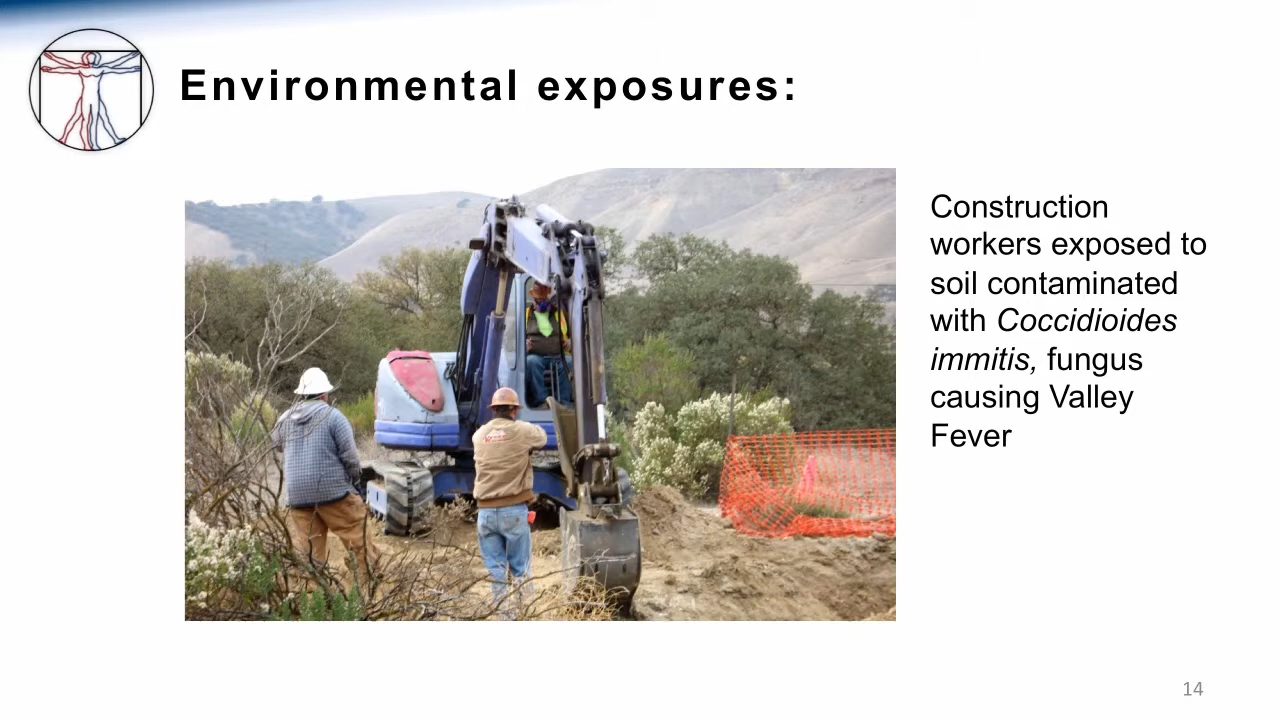 Environmental exposures:
Construction
workers exposed to
soil contaminated
with Coccidioides
immitis, fungus
causing Valley
Fever
14